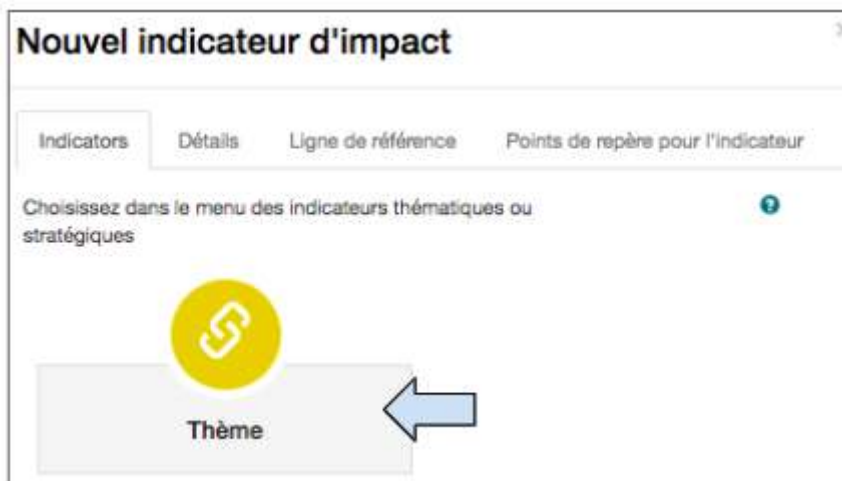 Nouvel indicateur d'impact
Indicators Détails Ligne de référence Points de repère pour l'indicateur
Choisissez dans le menu des indicateurs thématiques ou
stratégiques
Thème